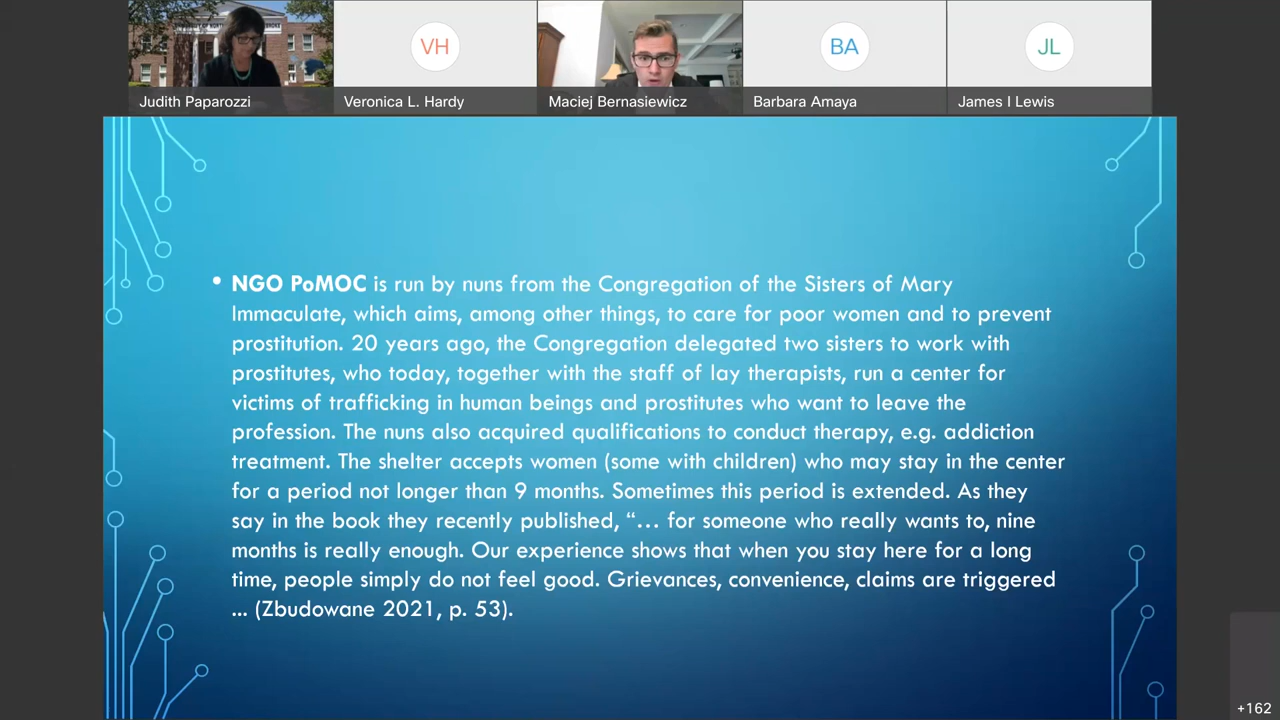 VH
BA
JL
Judith Paparozzi
Veronica L. Hardy
Maciej Bernasiewicz
Barbara Amaya
James I Lewis
• NGO PoMOC is run by nuns from the Congregation of the Sisters of Mary
Immaculate, which aims, among other things, to care for poor women and to prevent
prostitution. 20 years ago, the Congregation delegated two sisters to work with
prostitutes, who today, together with the staff of lay therapists, run a center for
victims of trafficking in human beings and prostitutes who want to leave the
profession. The nuns also acquired qualifications to conduct therapy, e.g. addiction
treatment. The shelter accepts women (some with children) who may stay in the center
for a period not longer than 9 months. Sometimes this period is extended. As they
say in the book they recently published, “… for someone who really wants to, nine
months is really enough. Our experience shows that when you stay here for a long
time, people simply do not feel good. Grievances, convenience, claims are triggered
... (Zbudowane 2021, p. 53).
+162